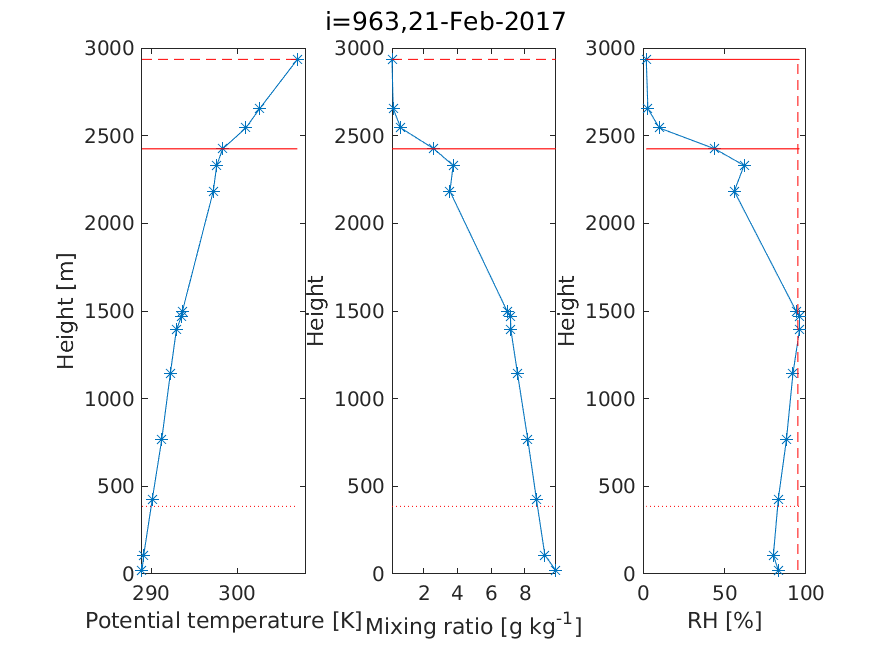 i=963,21-Feb-2017
3000
2500
2000
1500
1000
500
0
Height [m]
290 300
Potential temperature [K]
3000
2500
2000
1500
1000
500
0
Height
2 4 6 8
Mixing ratio [g kg-1]
3000
2500
2000
1500
1000
500
0
Height
0 50 100
RH [%]